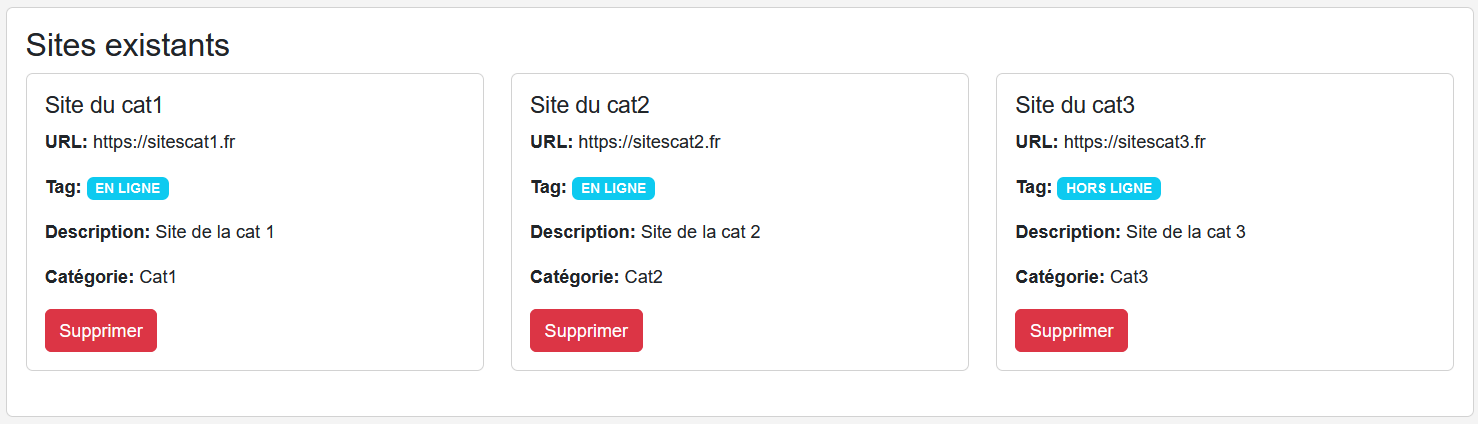 Sites existants
Site du cat1
URL: https://sitescat1.fr
Tag: EN LIGNE
Description: Site de la cat 1
Catégorie: Cat1
Supprimer
Site du cat2
URL: https://sitescat2.fr
Tag: EN LIGNE
Description: Site de la cat 2
Catégorie: Cat2
Supprimer
Site du cat3
URL: https://sitescat3.fr
Tag: HORS LIGNE
Description: Site de la cat 3
Catégorie: Cat3
Supprimer